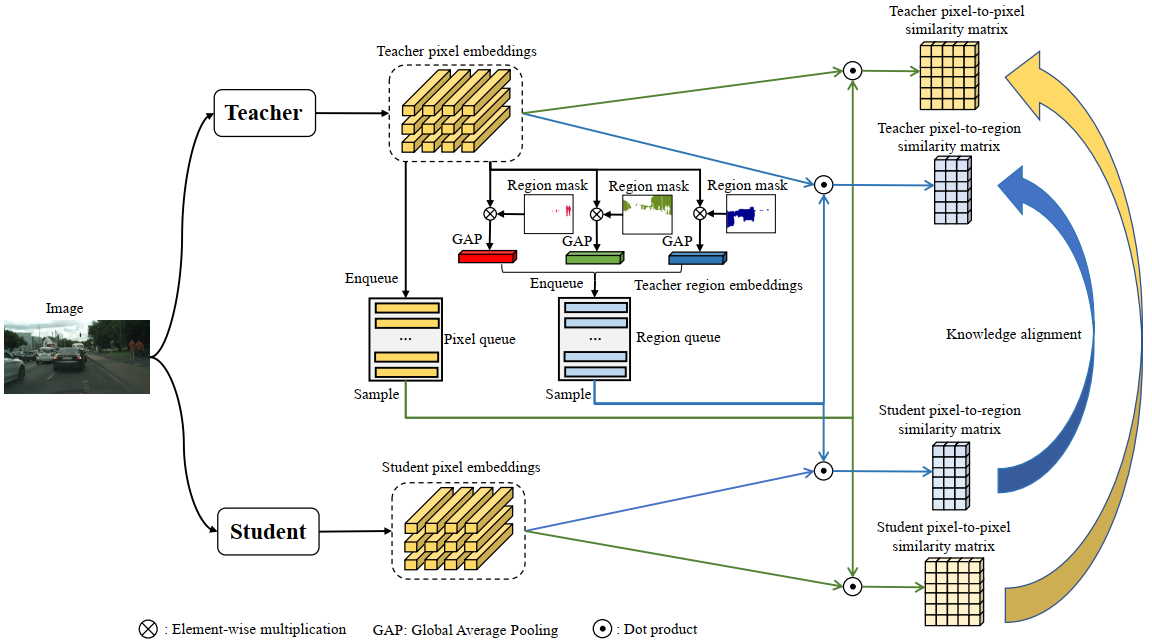 Teacher pixel-to-pixel
similarity matrix
Teacher pixel embeddings
Teacher
Teacher pixel-to-region
similarity matrix
Region mask
Region mask
Region mask
GAP
GAP
GAP
Enqueue
Enqueue
Teacher region embeddings
Image
...
Pixel queue
...
Region queue
Knowledge alignment
Sample
Sample
Student pixel-to-region
similarity matrix
Student pixel embeddings
Student
Student pixel-to-pixel
similarity matrix
: Element-wise multiplication
GAP: Global Average Pooling
: Dot product